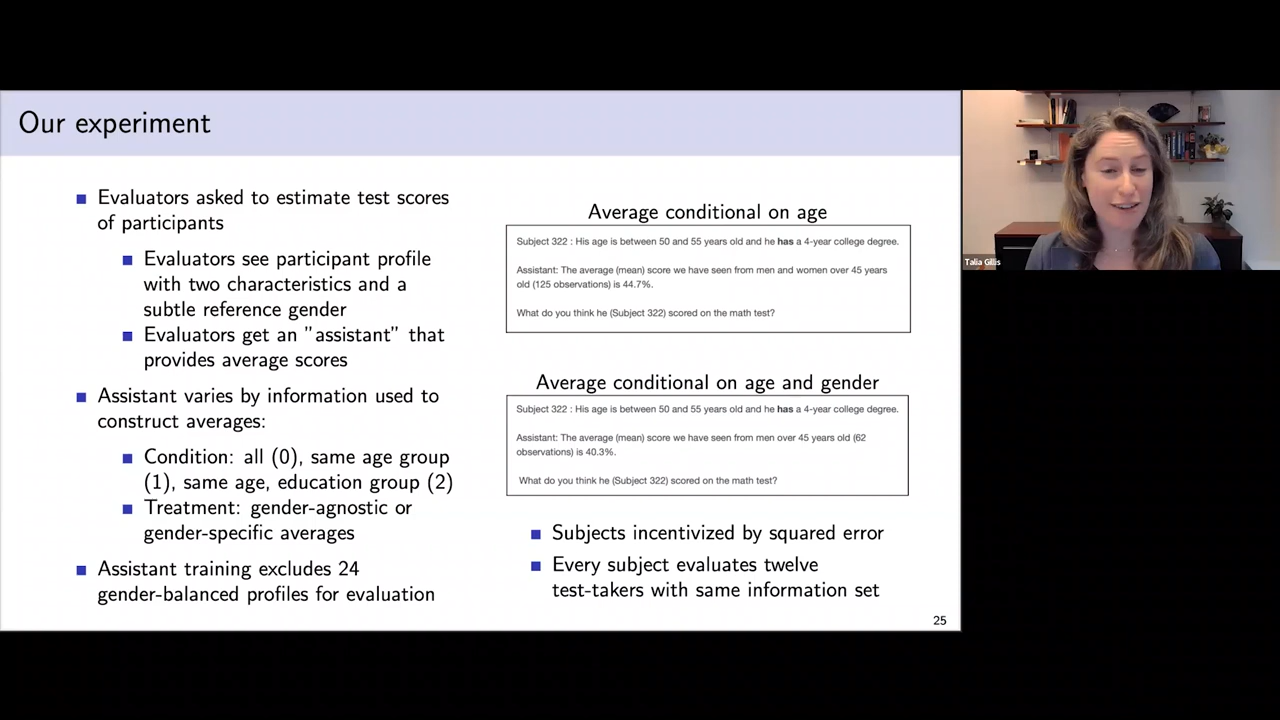 Our experiment
Evaluators asked to estimate test scores
of participants
Evaluators see participant profile
with two characteristics and a
subtle reference gender
Evaluators get an "assistant" that
provides average scores
Assistant varies by information used to
construct averages:
Condition: all (0), same age group
(1), same age, education group (2)
Treatment: gender-agnostic or
gender-specific averages
Assistant training excludes 24
gender-balanced profiles for evaluation
Average conditional on age
Subject 322 : His age is between 50 and 55 years old and he has a 4-year college degree.
Assistant: The average (mean) score we have seen from men and women over 45 years
old (125 observations) is 44.7%.
What do you think he (Subject 322) scored on the math test?
Average conditional on age and gender
Subject 322 : His age is between 50 and 55 years old and he has a 4-year college degree.
Assistant: The average (mean) score we have seen from men over 45 years old (62
observations) is 40.3%.
What do you think he (Subject 322) scored on the math test?
Subjects incentivized by squared error
Every subject evaluates twelve
test-takers with same information set
25
Talia Gillis